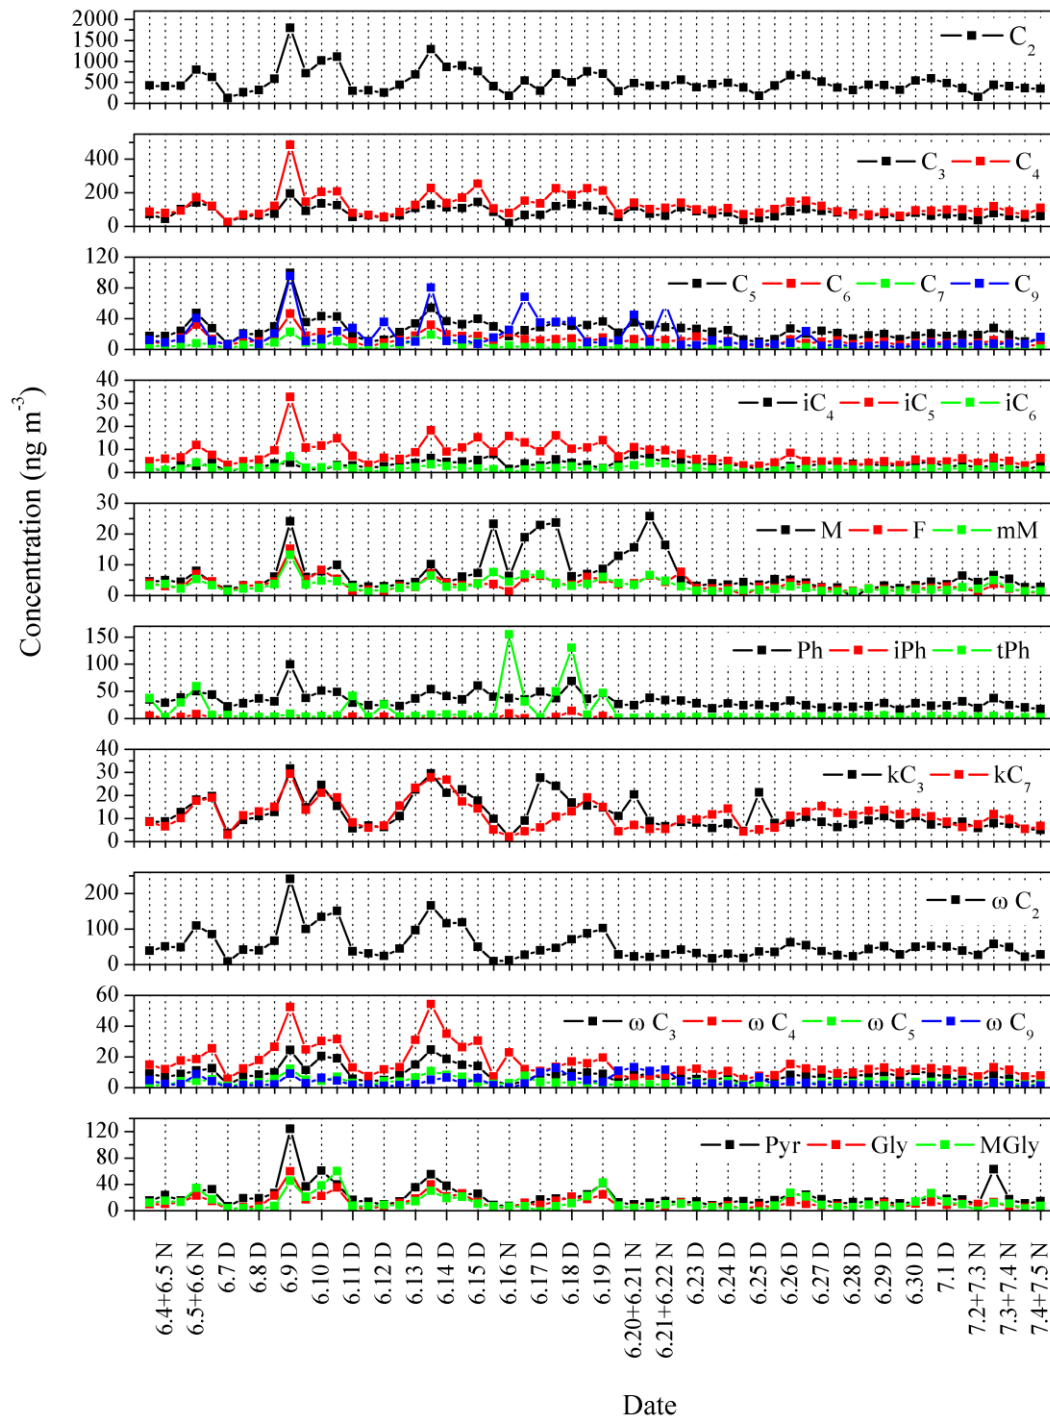 2000
1500
1000
500
0
C₂
400
200
0
C₃ C₄
120
80
40
0
C₅ C₆ C₇ C₉
40
30
20
10
0
iC₄ iC₅ iC₆
30
20
10
0
M F mM
150
100
50
0
Ph iPh tPh
40
30
20
10
0
kC₃ kC₇
200
100
0
ω C₂
60
40
20
0
ω C₃ ω C₄ ω C₅ ω C₉
120
80
40
0
Pyr Gly MGly
Concentration (ng m⁻³)
6.4+6.5 N
6.5+6.6 N
6.7 D
6.8 D
6.9 D
6.10 D
6.11 D
6.12 D
6.13 D
6.14 D
6.15 D
6.16 N
6.17 D
6.18 D
6.19 D
6.20+6.21 N
6.21+6.22 N
6.23 D
6.24 D
6.25 D
6.26 D
6.27 D
6.28 D
6.29 D
6.30 D
7.1 D
7.2+7.3 N
7.3+7.4 N
7.4+7.5 N
Date